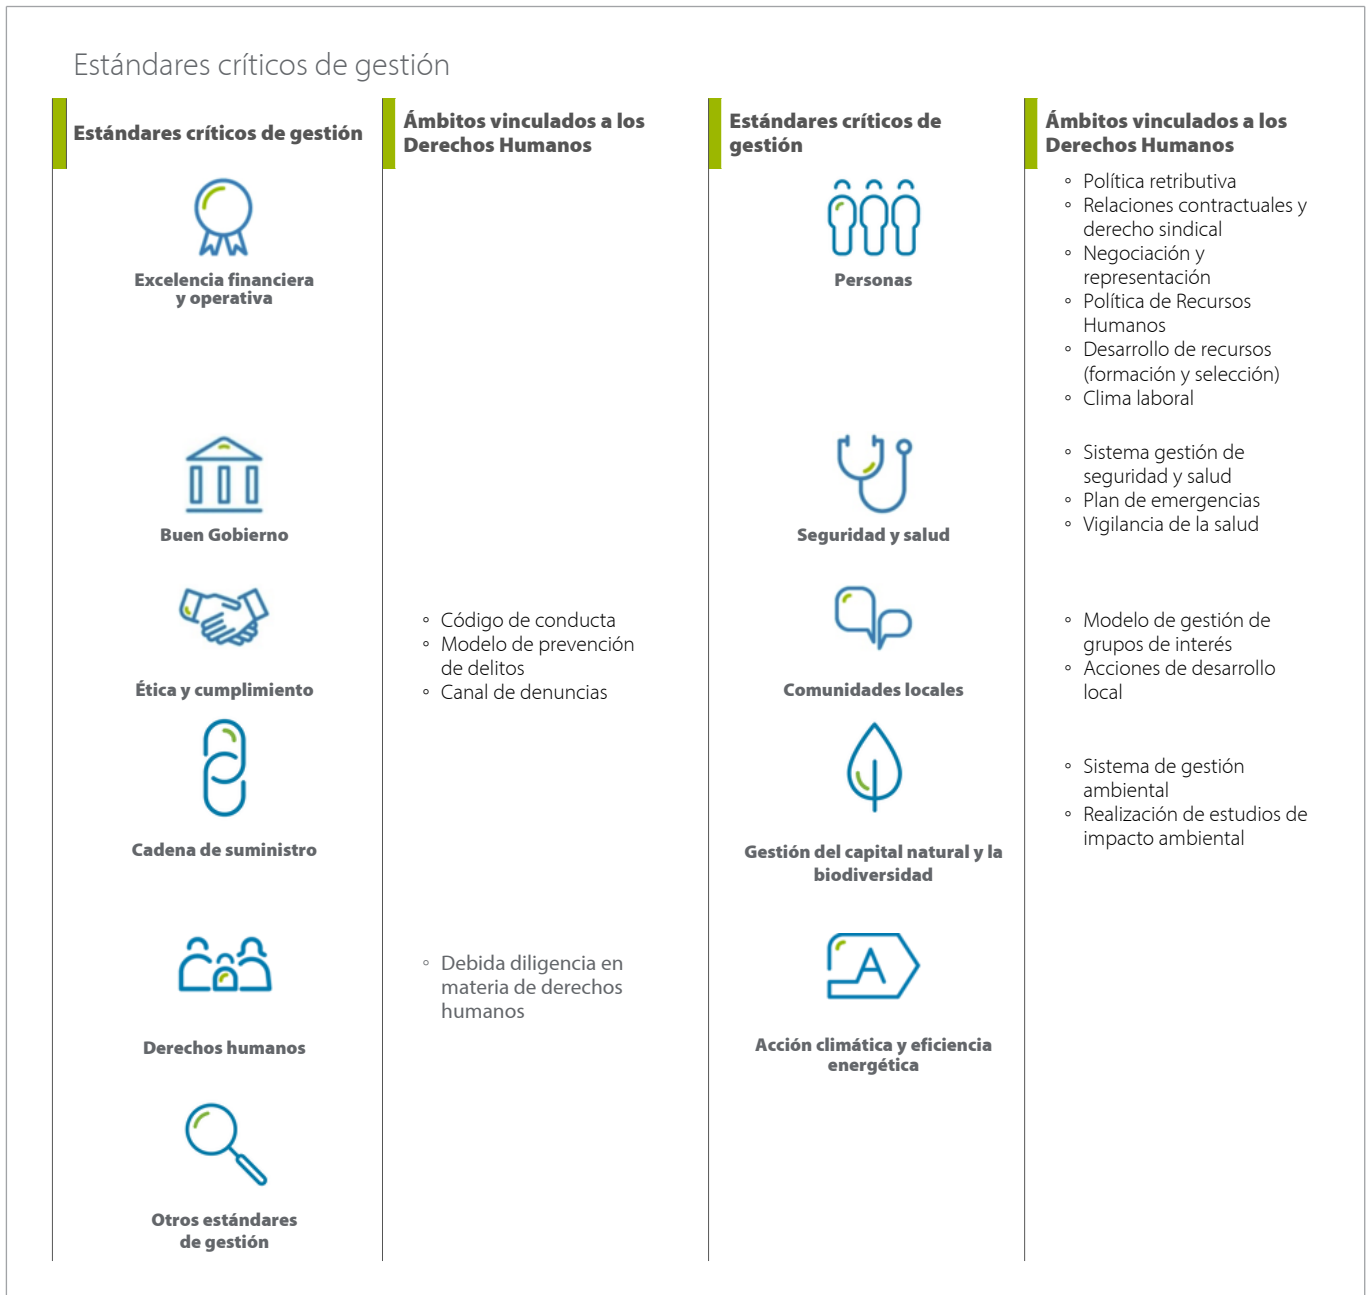 Estándares críticos de gestión
Estándares críticos de gestión
Excelencia financiera
y operativa
Buen Gobierno
Ética y cumplimiento
Cadena de suministro
Derechos humanos
Otros estándares
de gestión
Ámbitos vinculados a los
Derechos Humanos
◦ Código de conducta
◦ Modelo de prevención
de delitos
◦ Canal de denuncias
◦ Debida diligencia en
materia de derechos
humanos
Estándares críticos de
gestión
Personas
Seguridad y salud
Comunidades locales
Gestión del capital natural y la
biodiversidad
A
Acción climática y eficiencia
energética
Ámbitos vinculados a los
Derechos Humanos
◦ Política retributiva
◦ Relaciones contractuales y
derecho sindical
◦ Negociación y
representación
◦ Política de Recursos
Humanos
◦ Desarrollo de recursos
(formación y selección)
◦ Clima laboral
◦ Sistema gestión de
seguridad y salud
◦ Plan de emergencias
◦ Vigilancia de la salud
◦ Modelo de gestión de
grupos de interés
◦ Acciones de desarrollo
local
◦ Sistema de gestión
ambiental
◦ Realización de estudios de
impacto ambiental